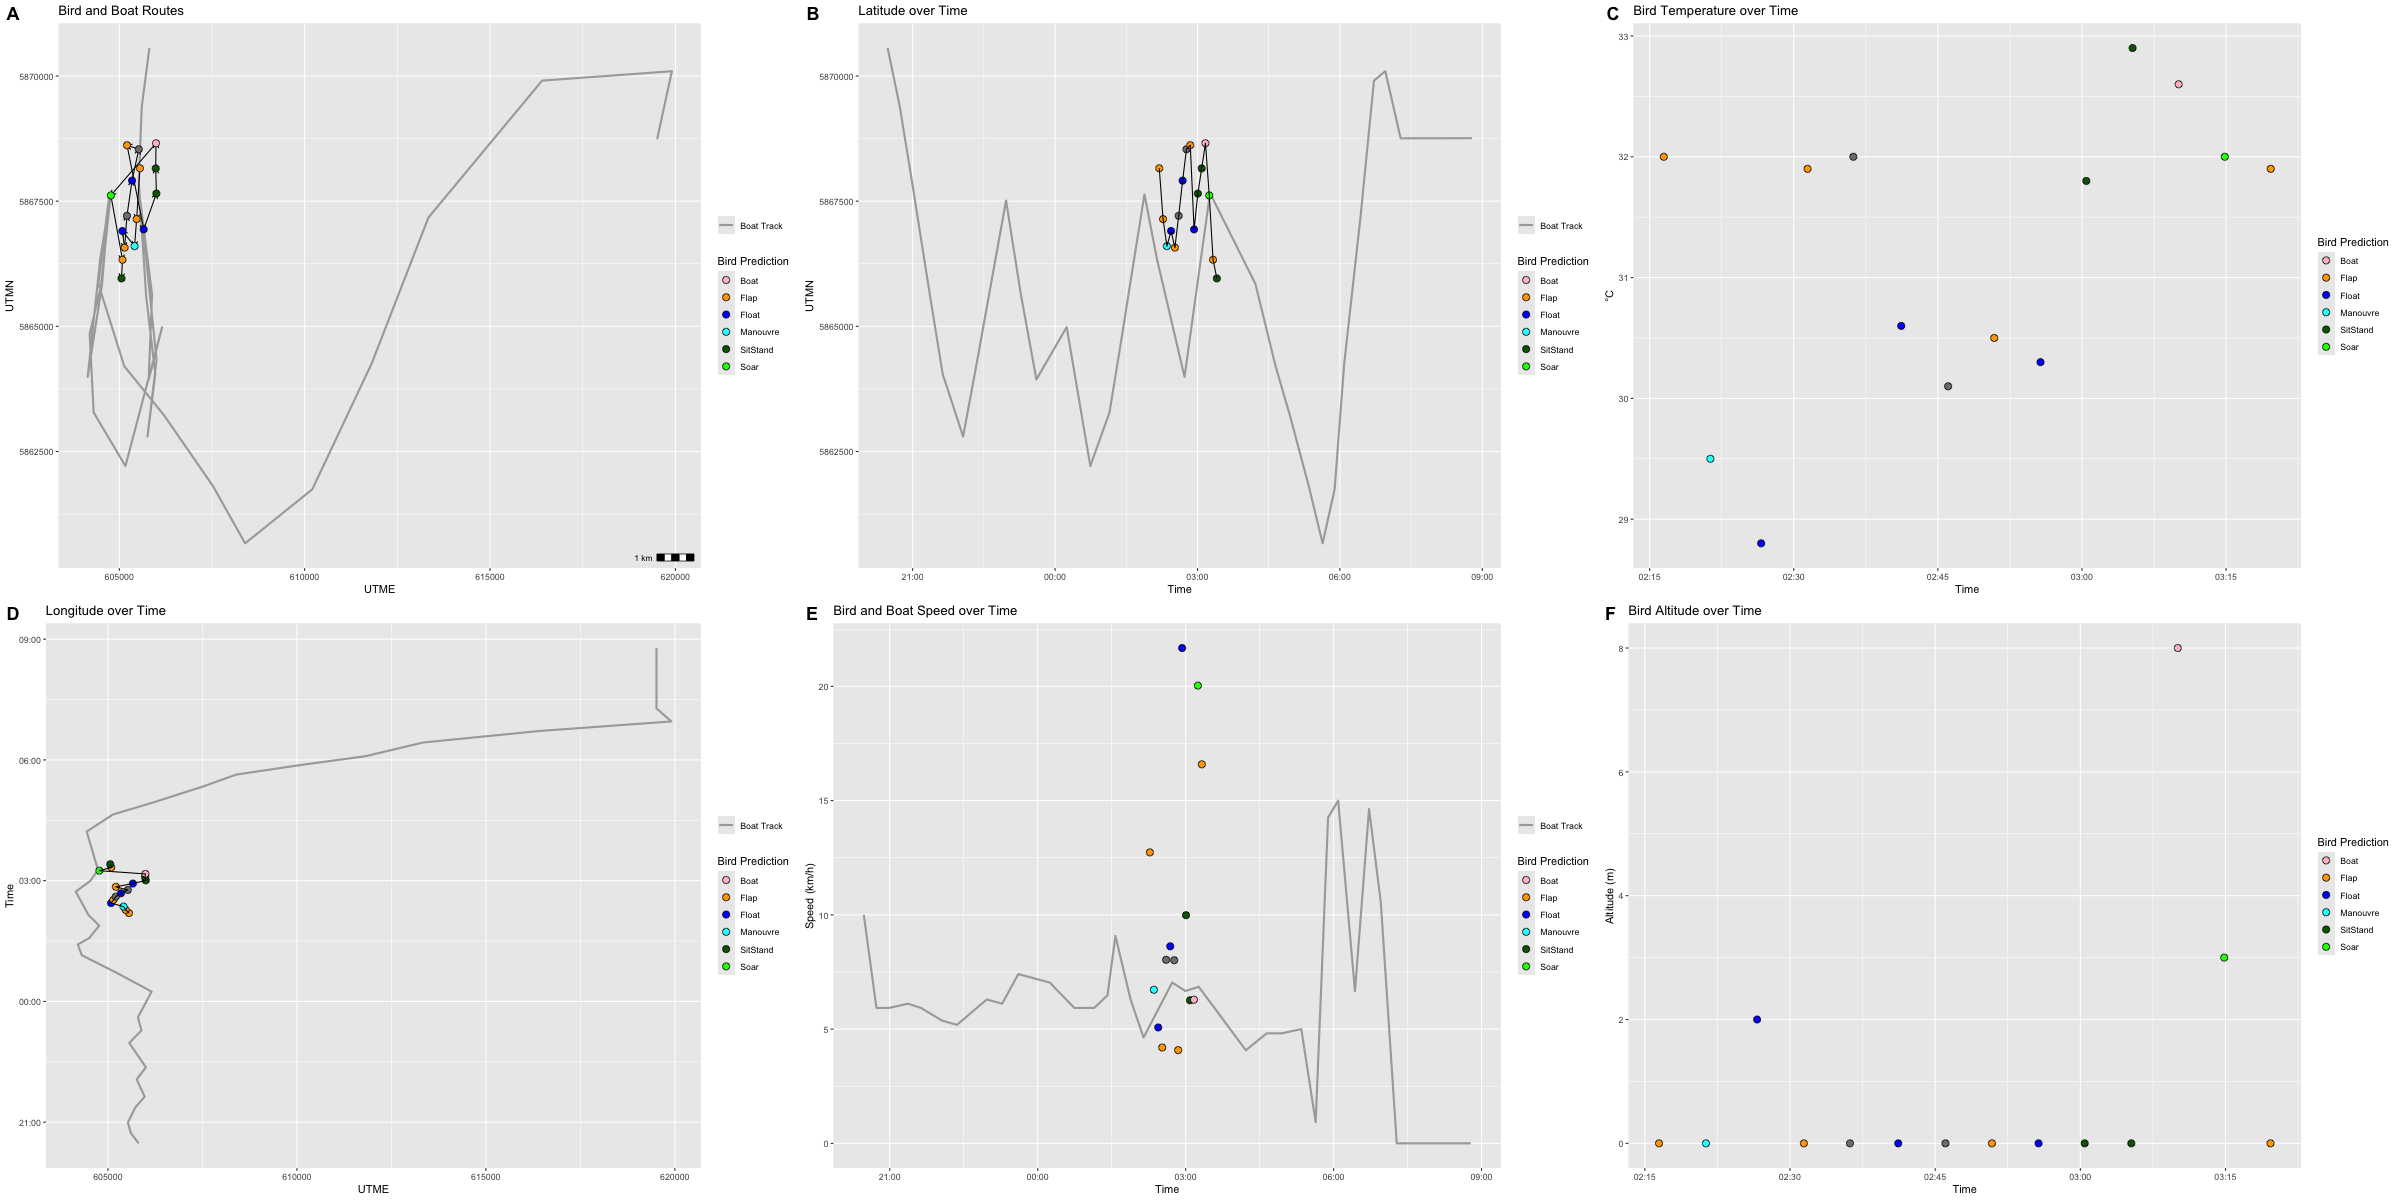 A Bird and Boat Routes
UTMN
5870000
5867500
5865000
5862500
605000 610000 615000 620000
UTME
1 km
Boat Track
Bird Prediction
Boat
Flap
Float
Manouvre
SitStand
Soar
B Latitude over Time
UTMN
5870000
5867500
5865000
5862500
21:00 00:00 03:00 06:00 09:00
Time
Boat Track
Bird Prediction
Boat
Flap
Float
Manouvre
SitStand
Soar
C Bird Temperature over Time
°C
33
32
31
30
29
02:15 02:30 02:45 03:00 03:15
Time
Bird Prediction
Boat
Flap
Float
Manouvre
SitStand
Soar
D Longitude over Time
Time
09:00
06:00
03:00
00:00
21:00
605000 610000 615000 620000
UTME
Boat Track
Bird Prediction
Boat
Flap
Float
Manouvre
SitStand
Soar
E Bird and Boat Speed over Time
Speed (km/h)
20
15
10
5
0
21:00 00:00 03:00 06:00 09:00
Time
Boat Track
Bird Prediction
Boat
Flap
Float
Manouvre
SitStand
Soar
F Bird Altitude over Time
Altitude (m)
8
6
4
2
0
02:15 02:30 02:45 03:00 03:15
Time
Bird Prediction
Boat
Flap
Float
Manouvre
SitStand
Soar